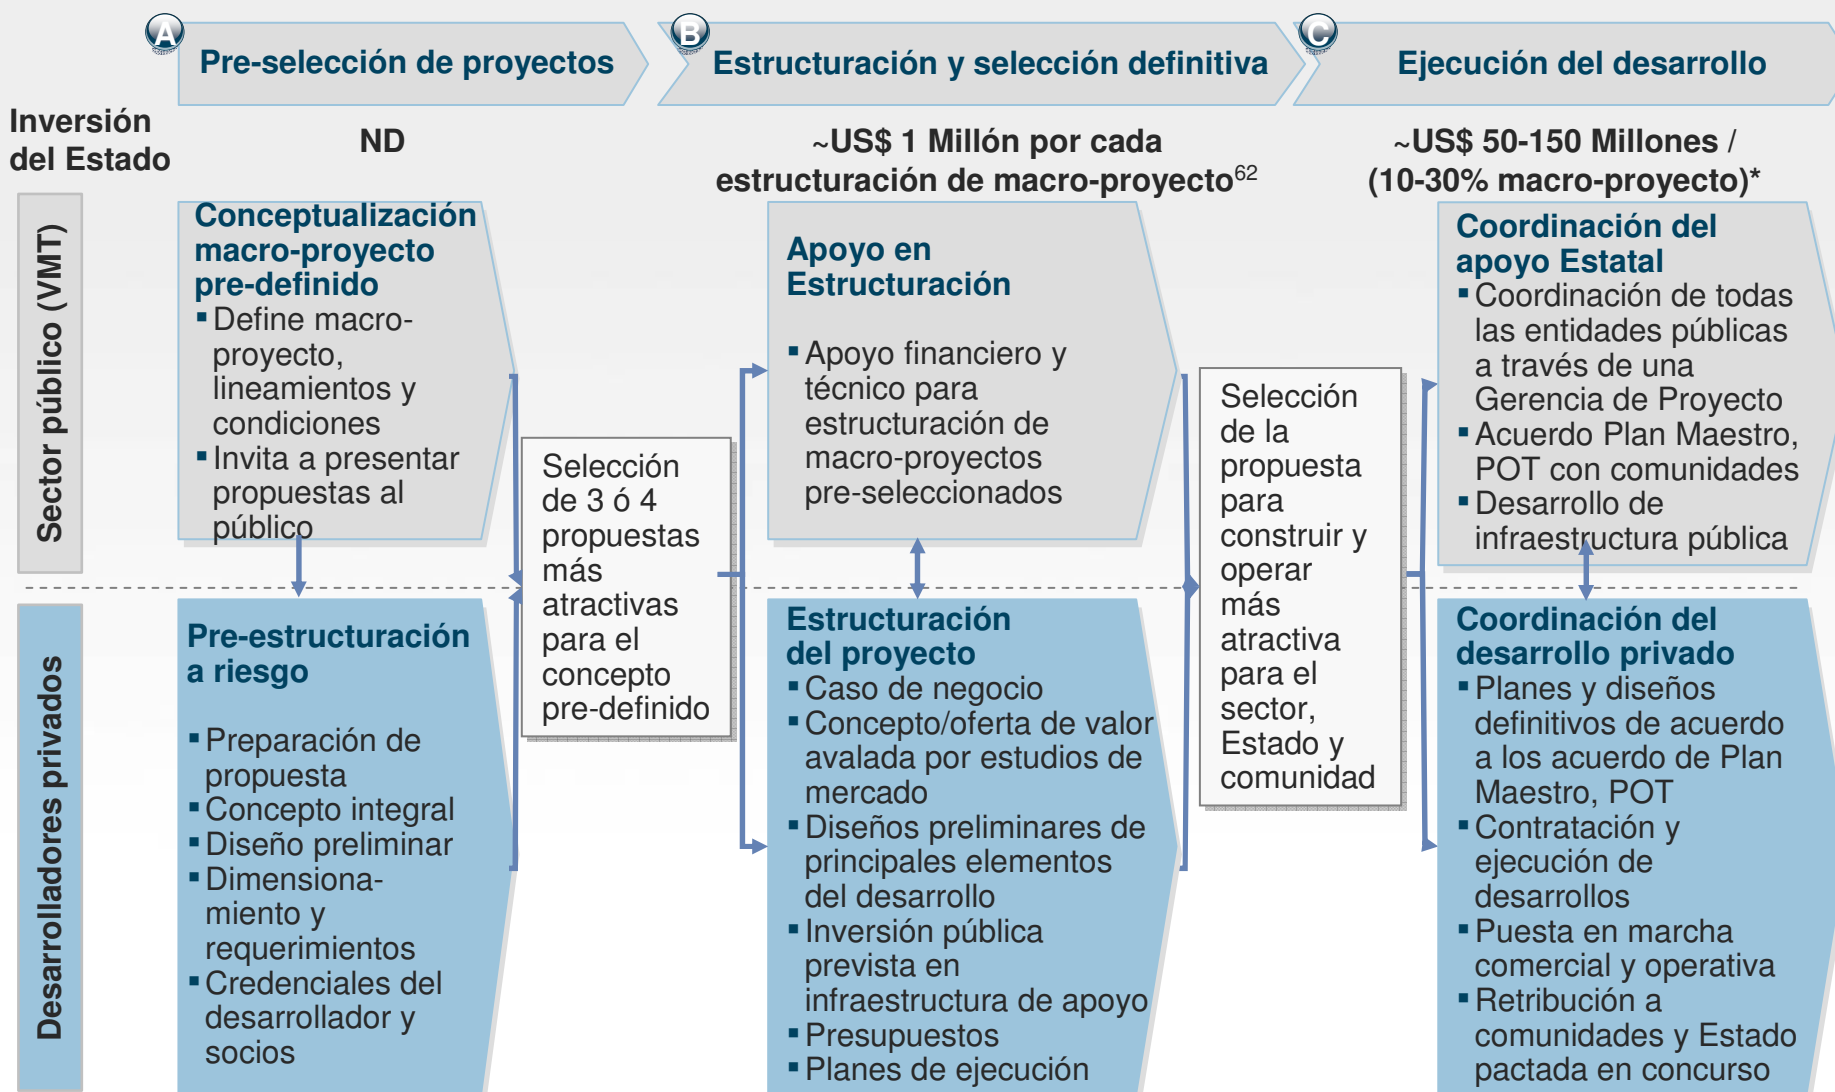 A
Pre-selección de proyectos
B
Estructuración y selección definitiva
C
Ejecución del desarrollo
Inversión
del Estado
ND
~US$ 1 Millón por cada
estructuración de macro-proyecto62
~US$ 50-150 Millones /
(10-30% macro-proyecto)*
Sector público (VMT)
Conceptualización
macro-proyecto
pre-definido
▪ Define macro-
proyecto,
lineamientos y
condiciones
▪ Invita a presentar
propuestas al
público
Apoyo en
Estructuración
▪ Apoyo financiero y
técnico para
estructuración de
macro-proyectos
pre-seleccionados
Coordinación del
apoyo Estatal
▪ Coordinación de todas
las entidades públicas
a través de una
Gerencia de Proyecto
▪ Acuerdo Plan Maestro,
POT con comunidades
▪ Desarrollo de
infraestructura pública
Selección
de 3 ó 4
propuestas
más
atractivas
para el
concepto
pre-definido
Selección
de la
propuesta
para
construir y
operar
más
atractiva
para el
sector,
Estado y
comunidad
Desarrolladores privados
Pre-estructuración
a riesgo
▪ Preparación de
propuesta
▪ Concepto integral
▪ Diseño preliminar
▪ Dimensiona-
miento y
requerimientos
▪ Credenciales del
desarrollador y
socios
Estructuración
del proyecto
▪ Caso de negocio
▪ Concepto/oferta de valor
avalada por estudios de
mercado
▪ Diseños preliminares de
principales elementos
del desarrollo
▪ Inversión pública
prevista en
infraestructura de apoyo
▪ Presupuestos
▪ Planes de ejecución
Coordinación del
desarrollo privado
▪ Planes y diseños
definitivos de acuerdo
a los acuerdo de Plan
Maestro, POT
▪ Contratación y
ejecución de
desarrollos
▪ Puesta en marcha
comercial y operativa
▪ Retribución a
comunidades y Estado
pactada en concurso